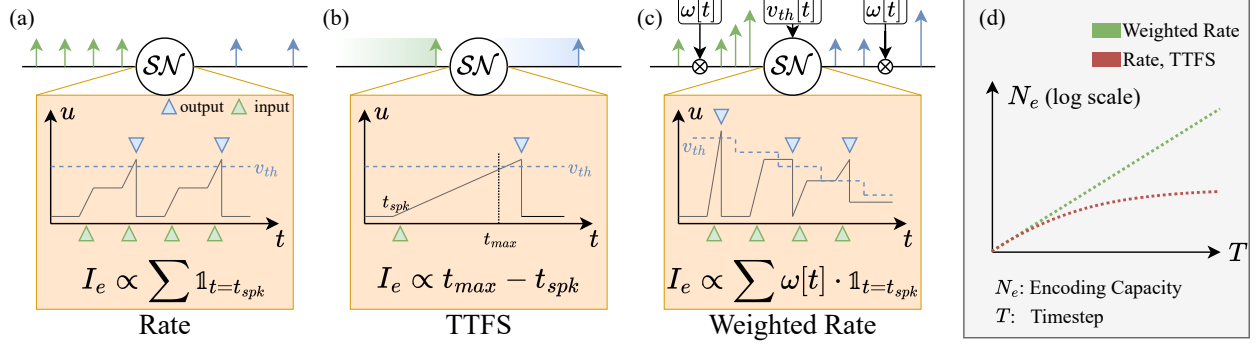 (a)
SN
output
input
u
v_th
t
I_e ∝ ∑ 𝟙_{t=t_spk}
Rate
(b)
SN
u
v_th
t_spk
t_max
t
I_e ∝ t_max − t_spk
TTFS
(c)
ω[t]
v_th[t]
ω[t]
SN
u
v_th
t
I_e ∝ ∑ ω[t] · 𝟙_{t=t_spk}
Weighted Rate
(d)
Weighted Rate
Rate, TTFS
N_e (log scale)
T
N_e: Encoding Capacity
T: Timestep